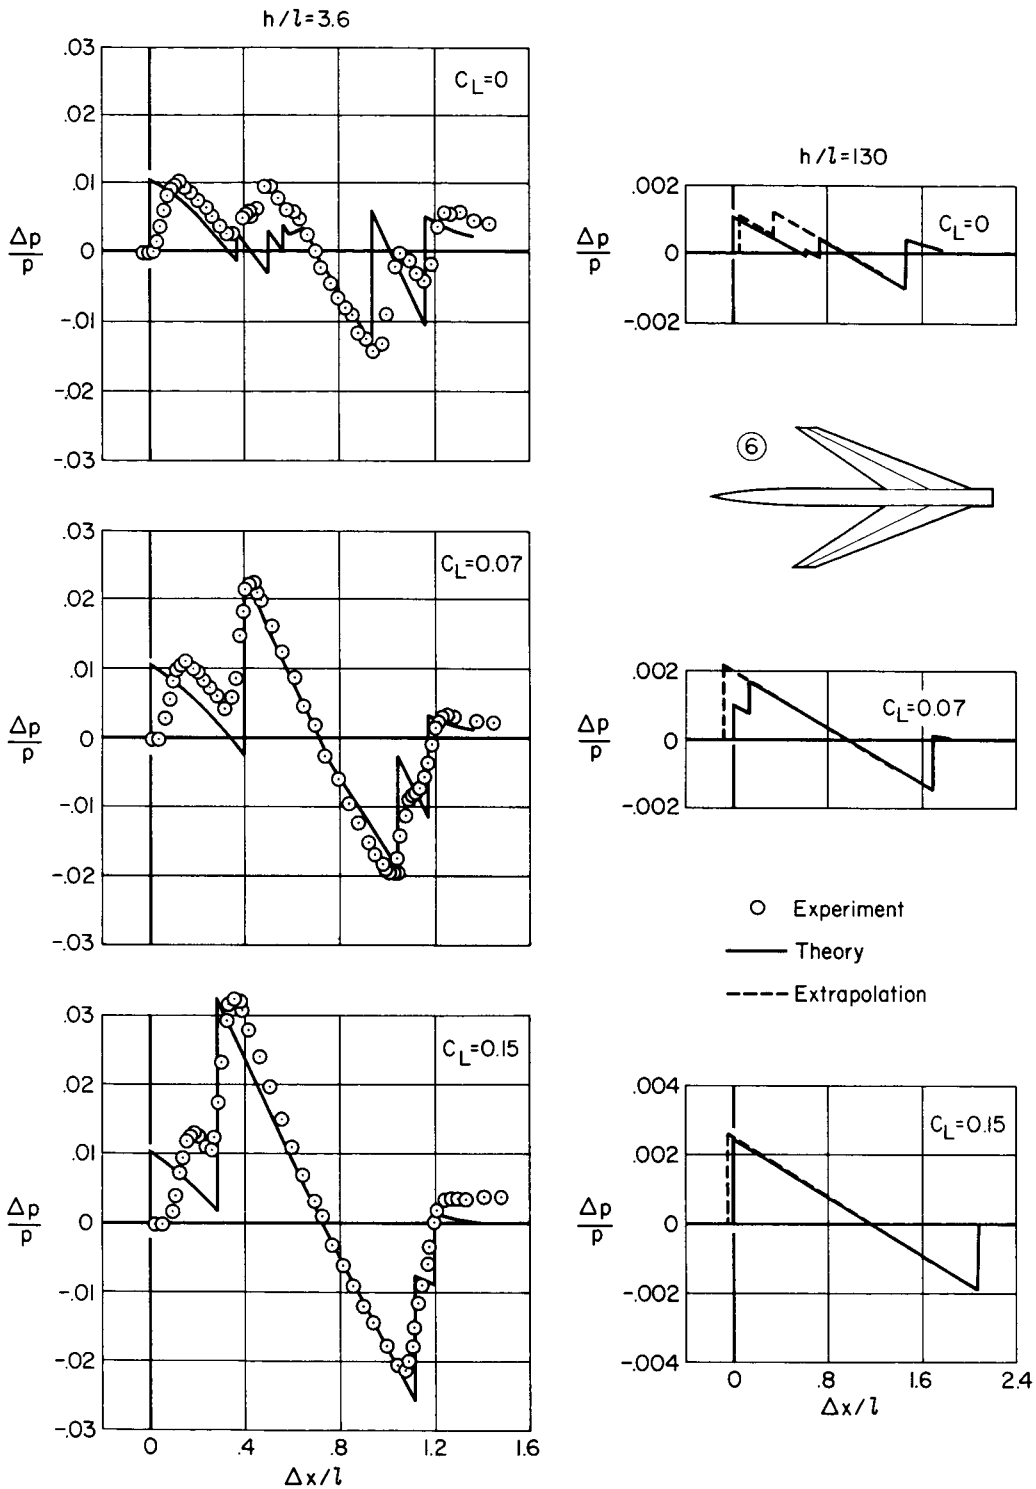 h/l=3.6
.03
.02
.01
0
-.01
-.02
-.03
Δp
p
C_L=0
.03
.02
.01
0
-.01
-.02
-.03
Δp
p
C_L=0.07
.03
.02
.01
0
-.01
-.02
-.03
Δp
p
C_L=0.15
0 .4 .8 1.2 1.6
Δx/l
h/l=130
.002
0
-.002
Δp
p
C_L=0
6
.002
0
-.002
Δp
p
C_L=0.07
Experiment
Theory
Extrapolation
.004
.002
0
-.002
-.004
Δp
p
C_L=0.15
0 .8 1.6 2.4
Δx/l